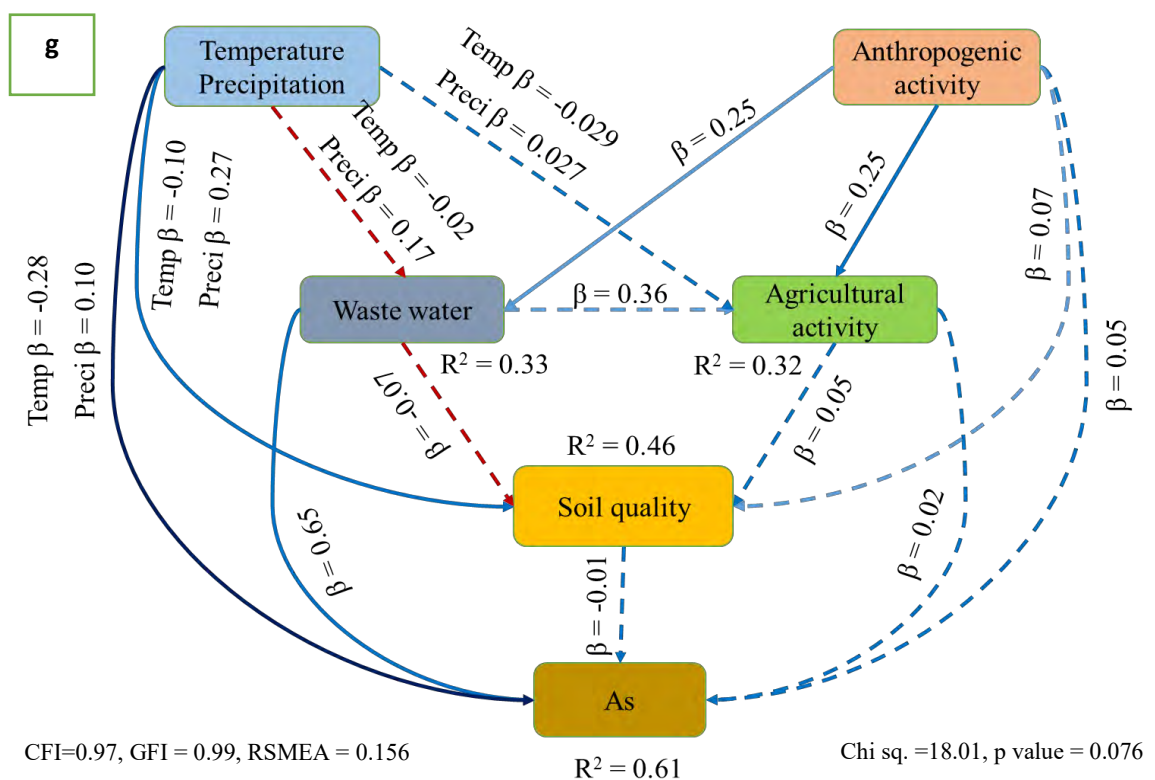 g
Temperature
Precipitation
Anthropogenic
activity
Temp β = -0.029
Preci β = 0.027
Temp β = -0.02
Preci β = 0.17
β = 0.25
β = 0.25
β = 0.07
β = 0.05
Temp β = -0.10
Preci β = 0.27
Temp β = -0.28
Preci β = 0.10
Waste water
β = 0.36
Agricultural
activity
R² = 0.33
R² = 0.32
β = -0.07
β = 0.05
R² = 0.46
Soil quality
β = 0.65
β = -0.01
β = 0.02
As
R² = 0.61
CFI=0.97, GFI = 0.99, RSMEA = 0.156
Chi sq. =18.01, p value = 0.076